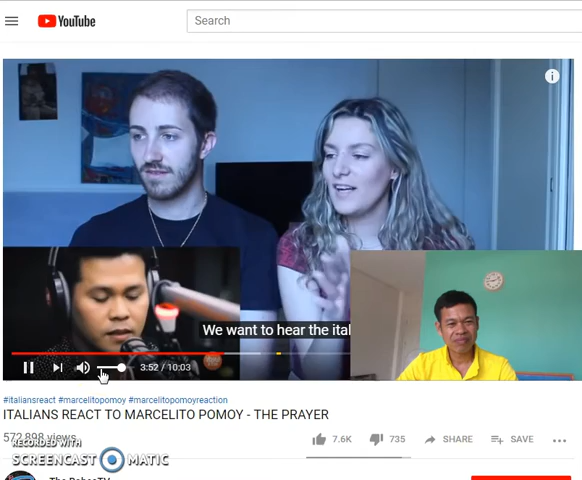 YouTube
Search
We want to hear the ital
3:52 / 10:03
#italiansreact #marcelitopomoy #marcelitopomoyreaction
ITALIANS REACT TO MARCELITO POMOY - THE PRAYER
572,898 views
7.6K
735
SHARE
SAVE
RECORDED WITH
SCREENCAST MATIC